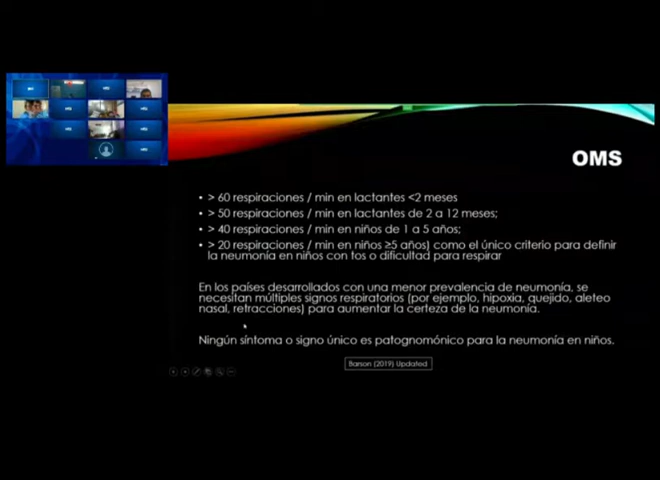 OMS
• > 60 respiraciones / min en lactantes <2 meses
• > 50 respiraciones / min en lactantes de 2 a 12 meses;
• > 40 respiraciones / min en niños de 1 a 5 años;
• > 20 respiraciones / min en niños ≥5 años) como el único criterio para definir
la neumonía en niños con tos o dificultad para respirar
En los países desarrollados con una menor prevalencia de neumonía, se
necesitan múltiples signos respiratorios (por ejemplo, hipoxia, quejido, aleteo
nasal, retracciones) para aumentar la certeza de la neumonía.
Ningún síntoma o signo único es patognomónico para la neumonía en niños.
Barson (2019) Updated